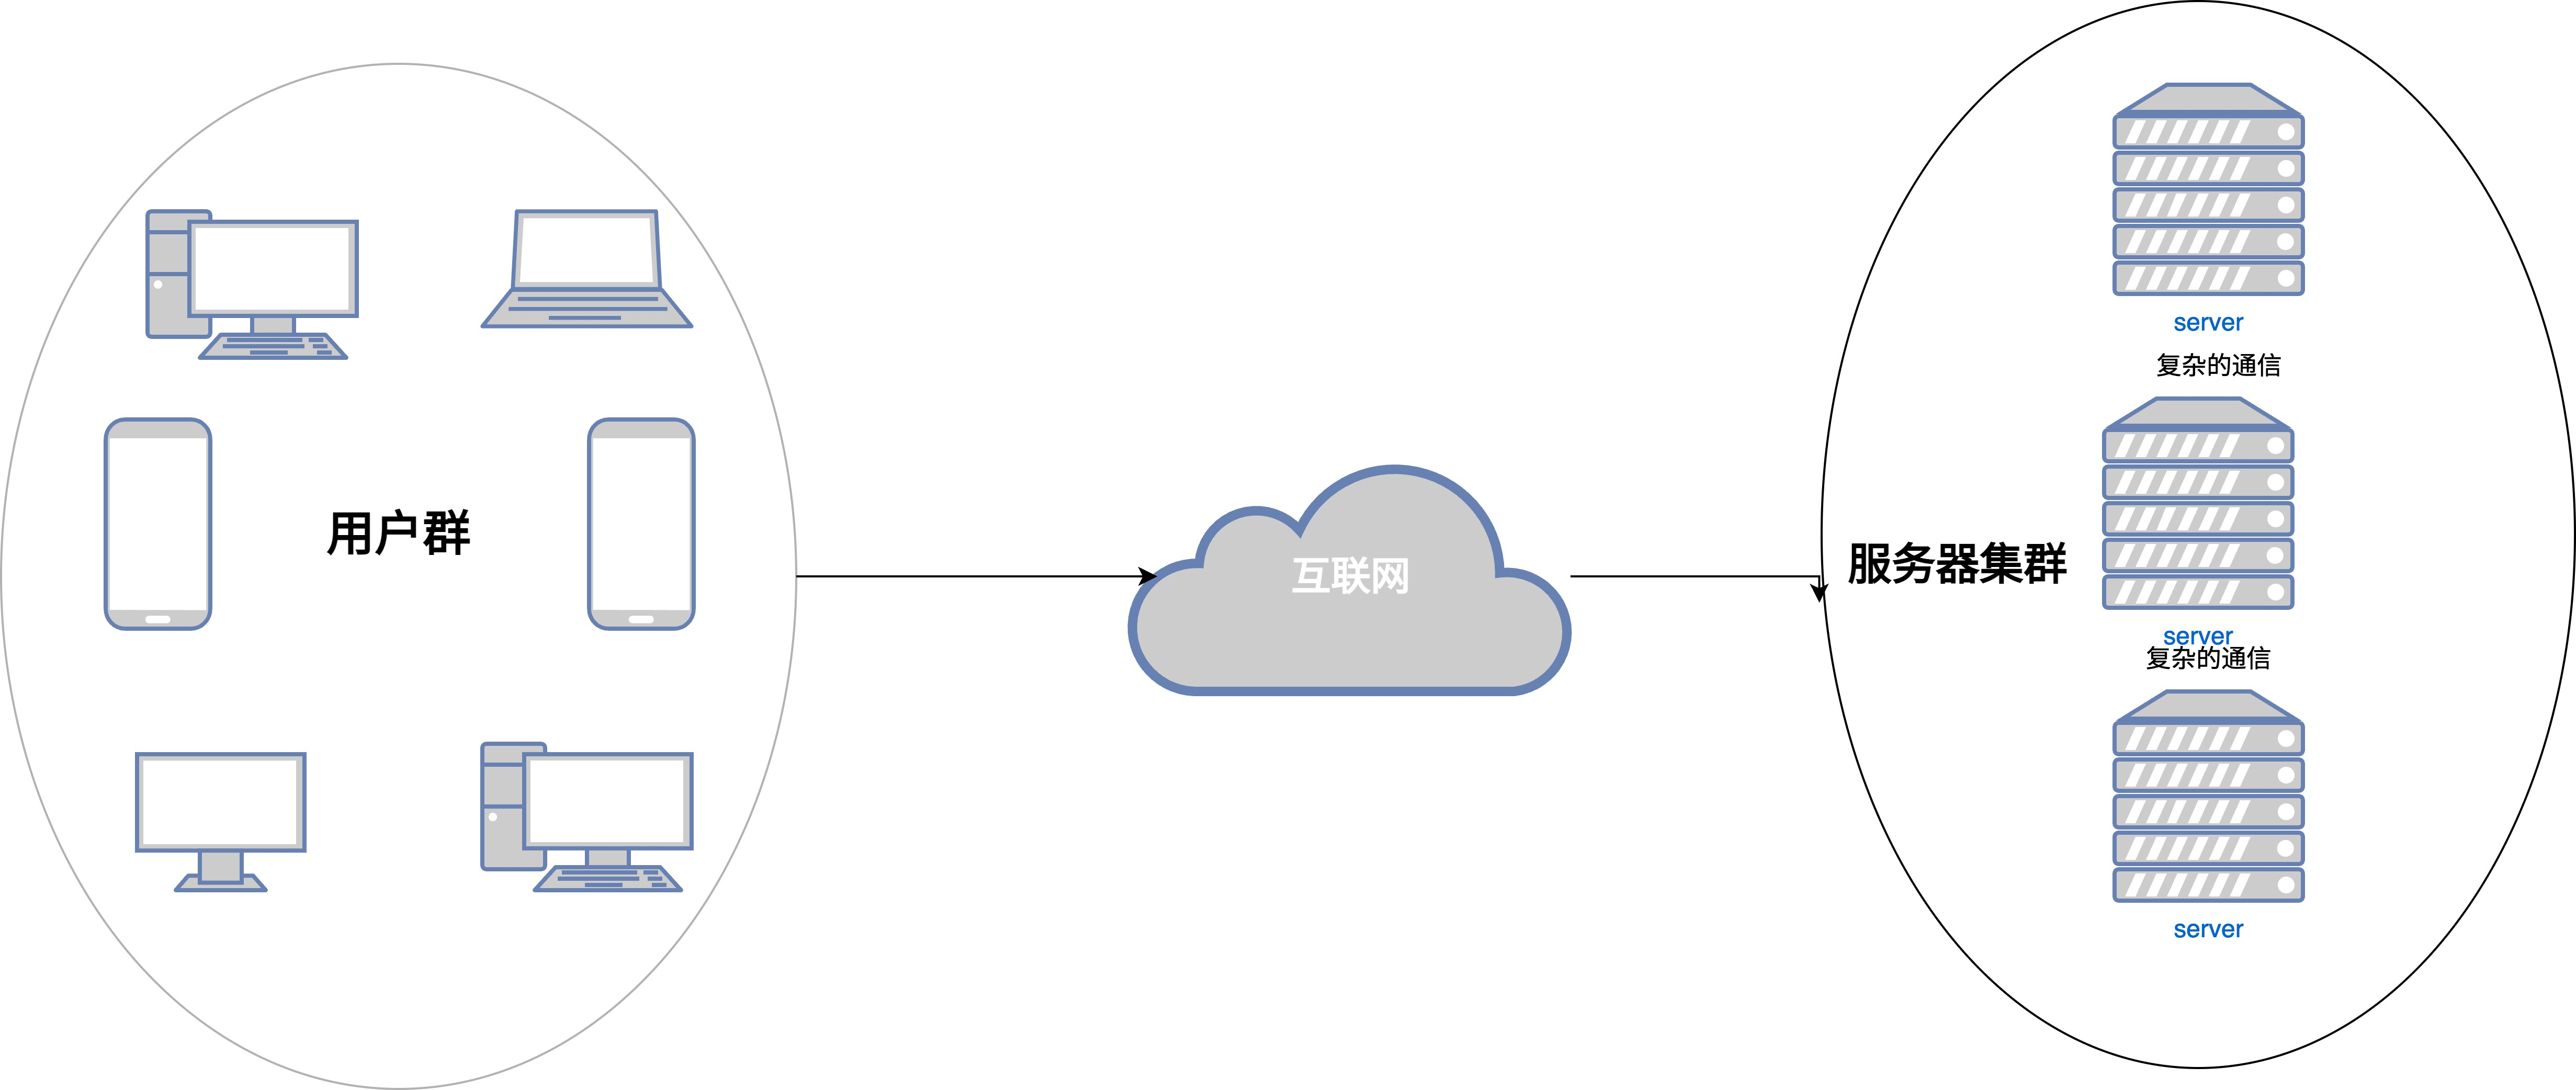 用户群
互联网
服务器集群
server
复杂的通信
server
复杂的通信
server